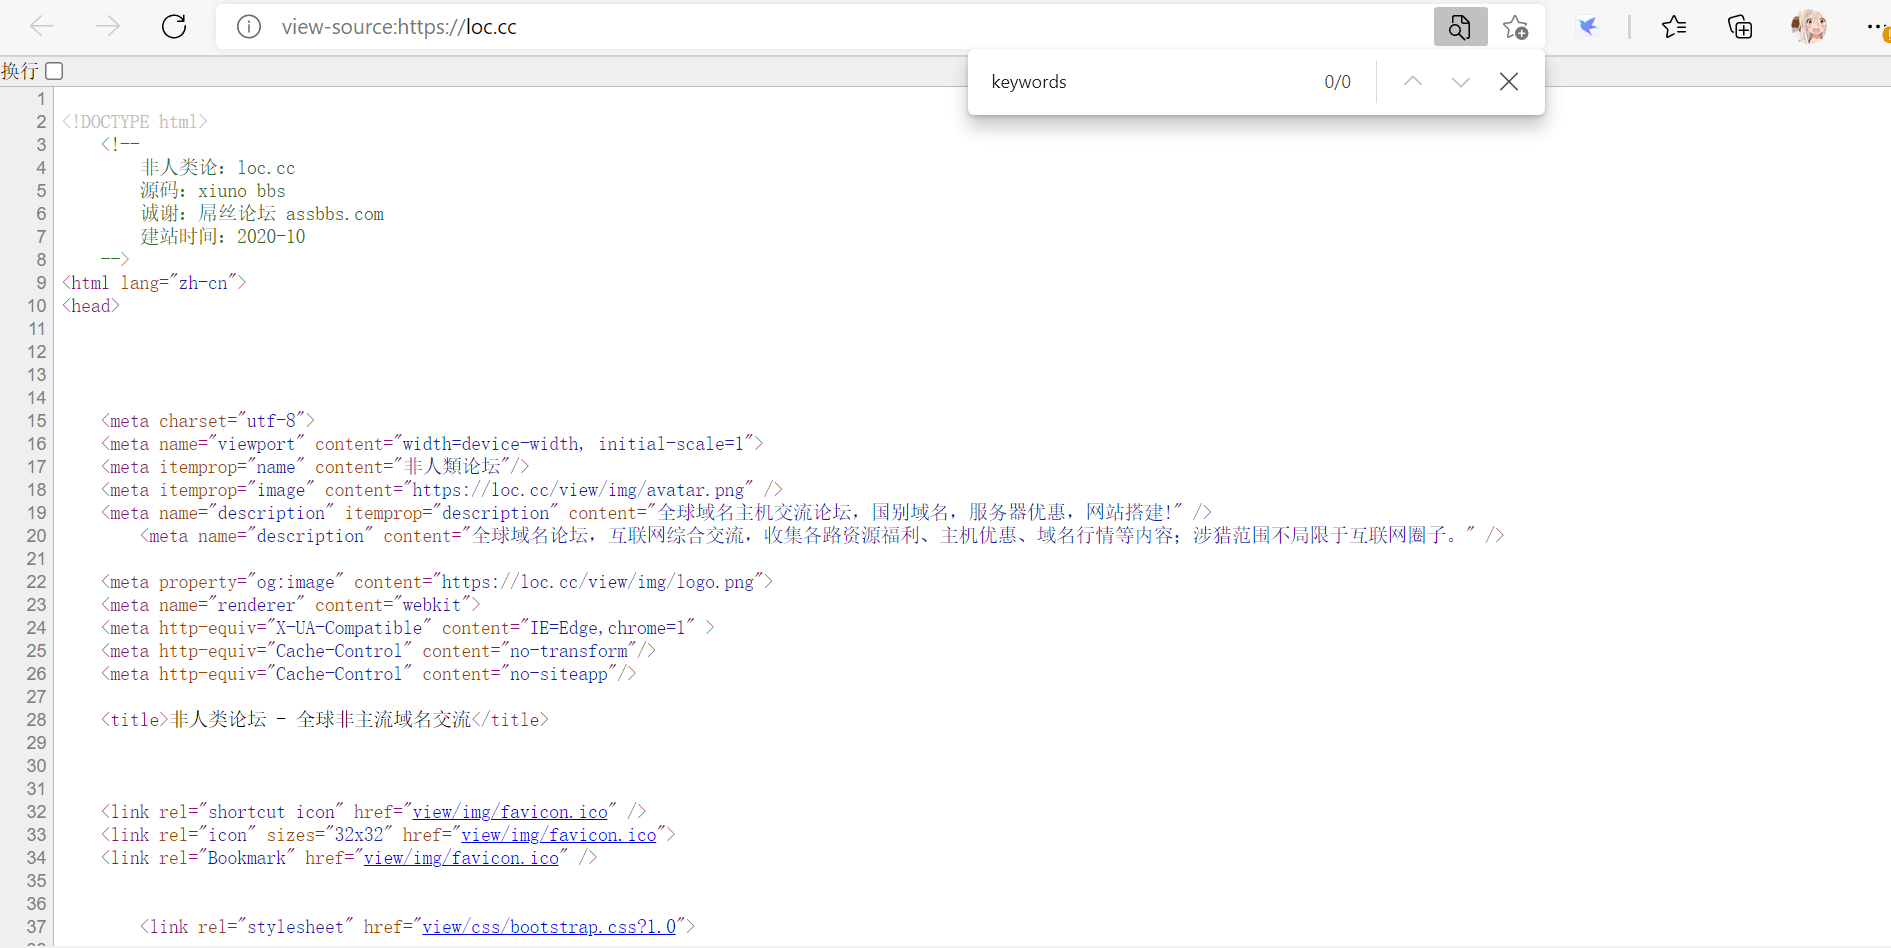 view-source:https://loc.cc
keywords 0/0
换行
1
2 <!DOCTYPE html>
3 <!--
4 非人类论: loc.cc
5 源码: xiuno bbs
6 诚谢: 屌丝论坛 assbbs.com
7 建站时间: 2020-10
8 -->
9 <html lang="zh-cn">
10 <head>
11
12
13
14
15 <meta charset="utf-8">
16 <meta name="viewport" content="width=device-width, initial-scale=1">
17 <meta itemprop="name" content="非人類论坛"/>
18 <meta itemprop="image" content="https://loc.cc/view/img/avatar.png" />
19 <meta name="description" itemprop="description" content="全球域名主机交流论坛，国别域名，服务器优惠，网站搭建!" />
20 <meta name="description" content="全球域名论坛，互联网综合交流，收集各路资源福利、主机优惠、域名行情等内容；涉猎范围不局限于互联网圈子。" />
21
22 <meta property="og:image" content="https://loc.cc/view/img/logo.png">
23 <meta name="renderer" content="webkit">
24 <meta http-equiv="X-UA-Compatible" content="IE=Edge,chrome=1" >
25 <meta http-equiv="Cache-Control" content="no-transform"/>
26 <meta http-equiv="Cache-Control" content="no-siteapp"/>
27
28 <title>非人类论坛 - 全球非主流域名交流</title>
29
30
31
32 <link rel="shortcut icon" href="view/img/favicon.ico" />
33 <link rel="icon" sizes="32x32" href="view/img/favicon.ico">
34 <link rel="Bookmark" href="view/img/favicon.ico" />
35
36
37 <link rel="stylesheet" href="view/css/bootstrap.css?1.0">